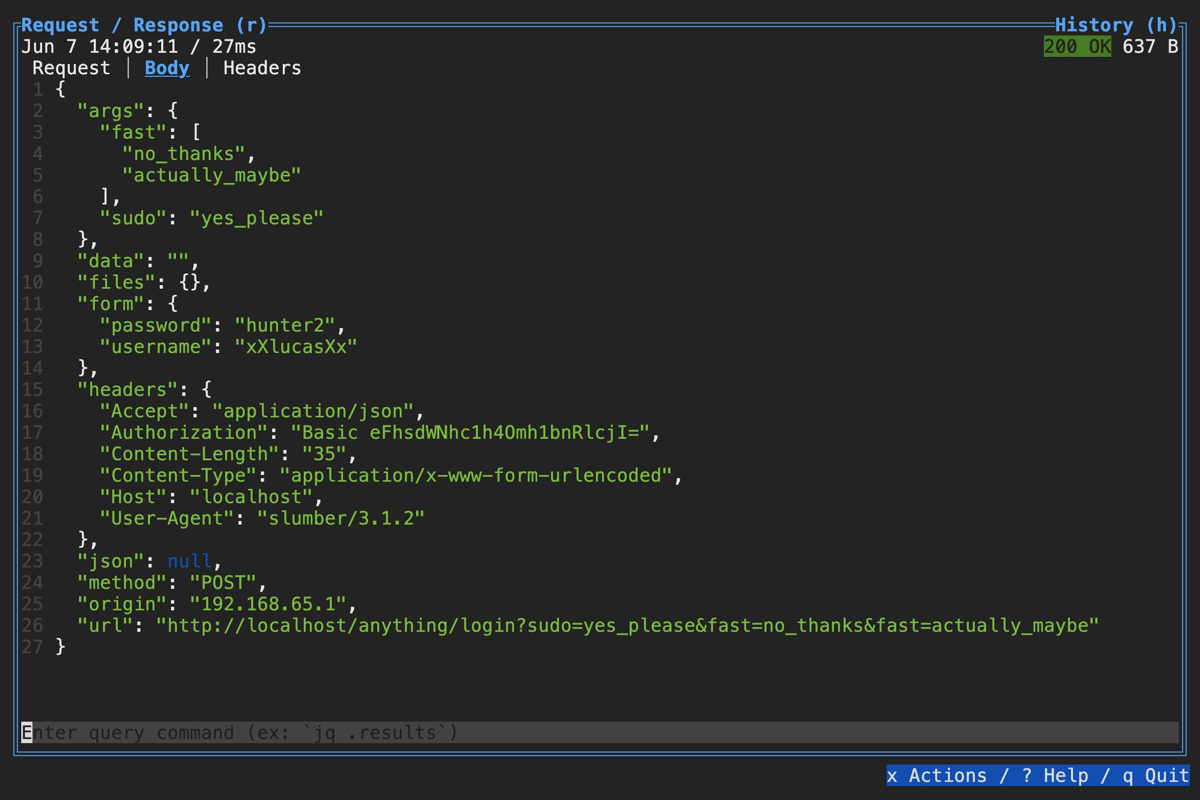 Request / Response (r) History (h)
Jun 7 14:09:11 / 27ms 200 OK 637 B
Request | Body | Headers
1 {
2   "args": {
3     "fast": [
4       "no_thanks",
5       "actually_maybe"
6     ],
7     "sudo": "yes_please"
8   },
9   "data": "",
10   "files": {},
11   "form": {
12     "password": "hunter2",
13     "username": "xXlucasXx"
14   },
15   "headers": {
16     "Accept": "application/json",
17     "Authorization": "Basic eFhsdWNhc1h4Omh1bnRlcjI=",
18     "Content-Length": "35",
19     "Content-Type": "application/x-www-form-urlencoded",
20     "Host": "localhost",
21     "User-Agent": "slumber/3.1.2"
22   },
23   "json": null,
24   "method": "POST",
25   "origin": "192.168.65.1",
26   "url": "http://localhost/anything/login?sudo=yes_please&fast=no_thanks&fast=actually_maybe"
27 }
Enter query command (ex: `jq .results`)
x Actions / ? Help / q Quit